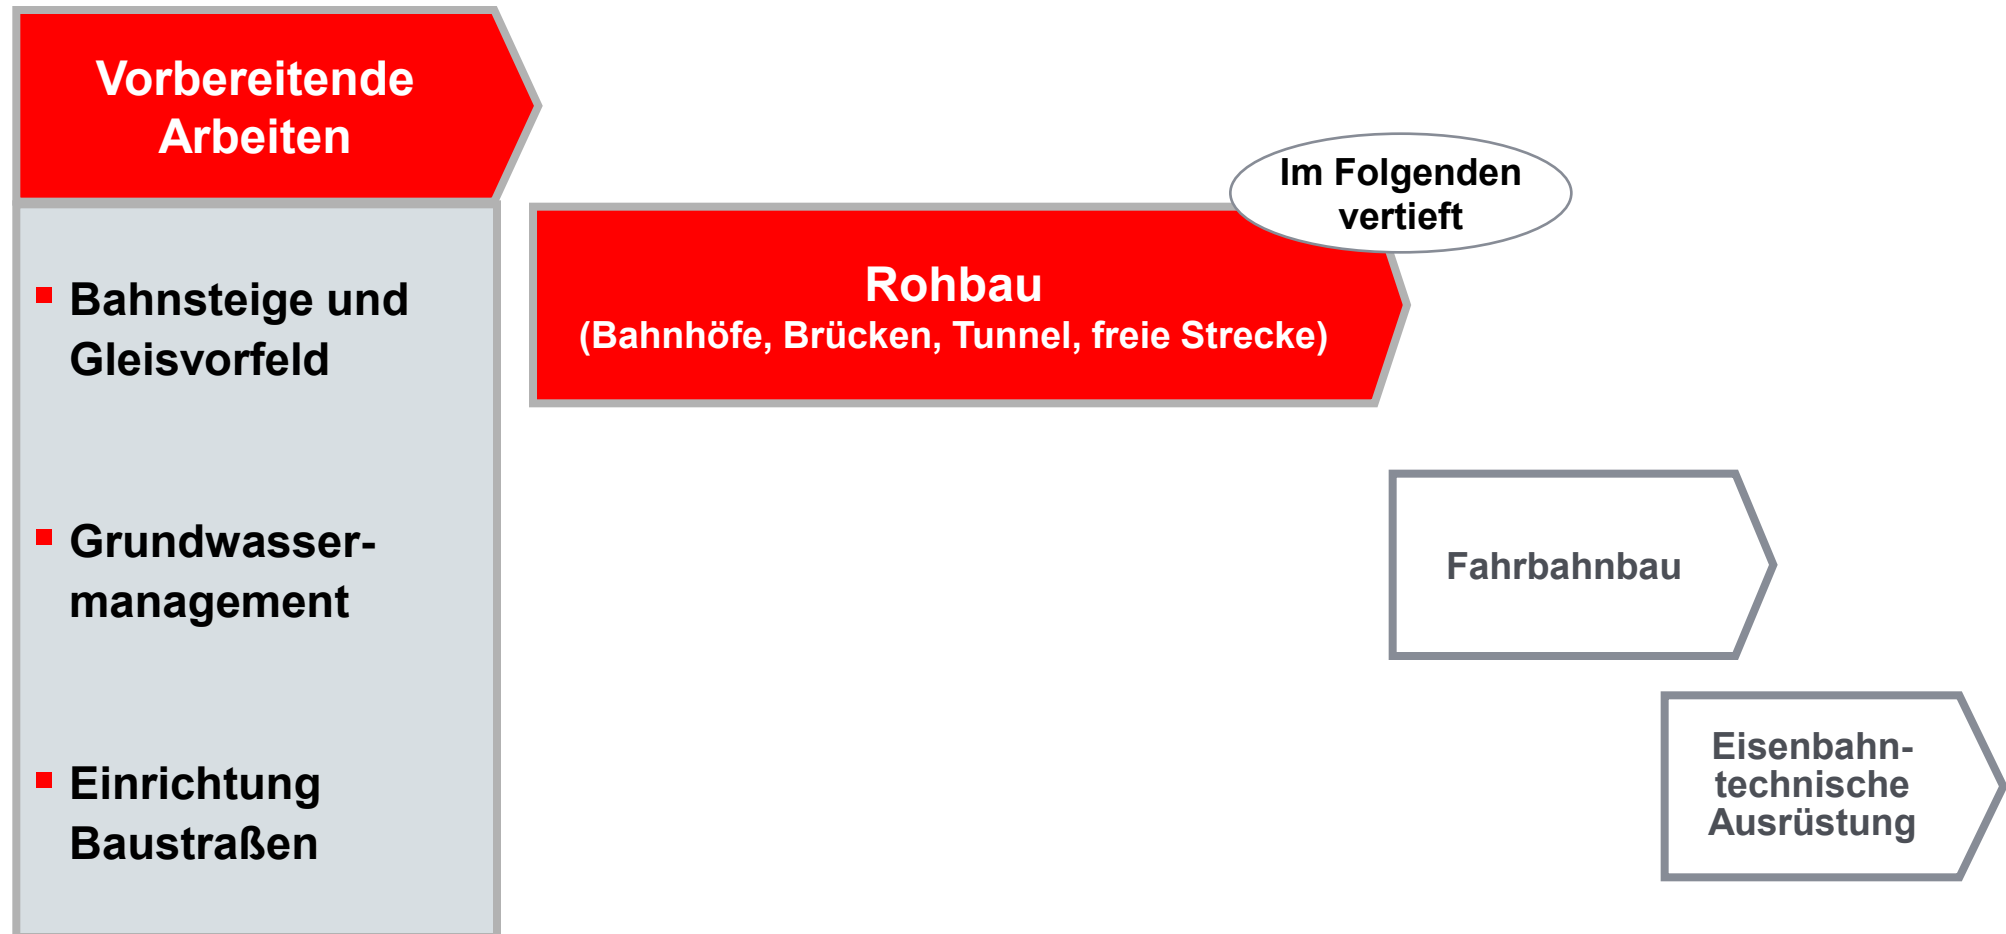 Vorbereitende
Arbeiten
Bahnsteige und
Gleisvorfeld
Grundwasser-
management
Einrichtung
Baustraßen
Im Folgenden
vertieft
Rohbau
(Bahnhöfe, Brücken, Tunnel, freie Strecke)
Fahrbahnbau
Eisenbahn-
technische
Ausrüstung